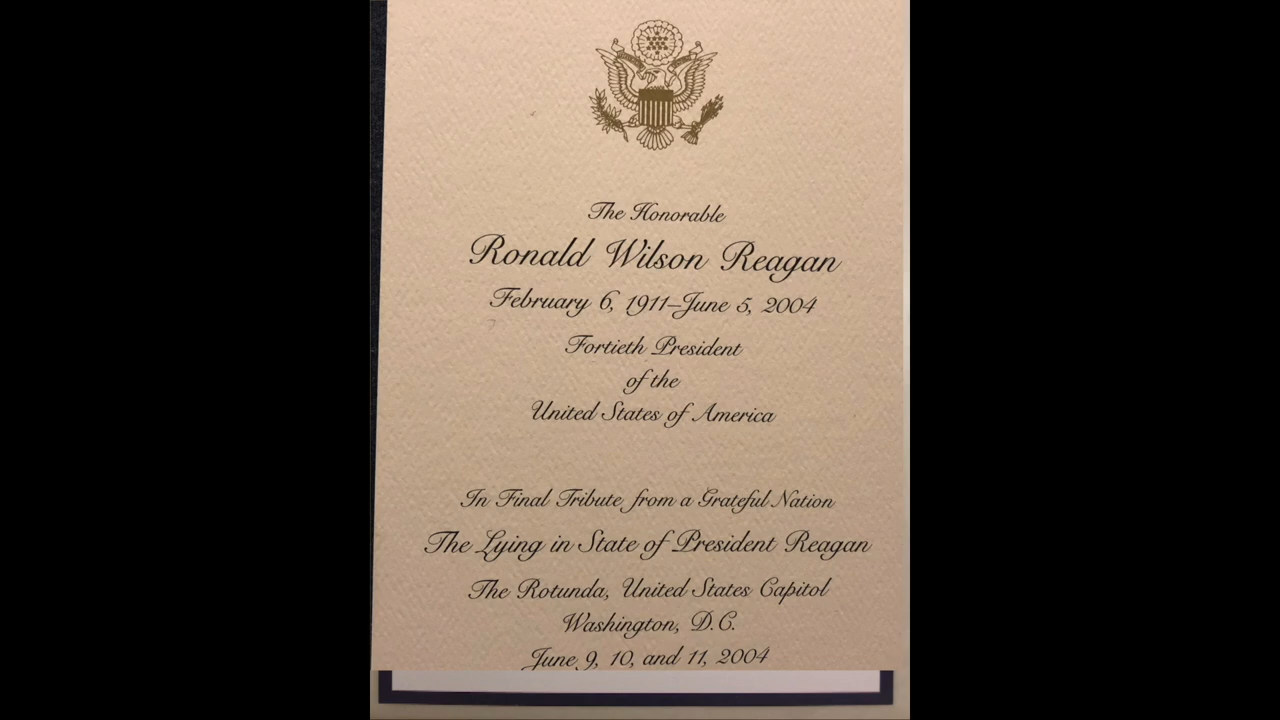 The Honorable
Ronald Wilson Reagan
February 6, 1911–June 5, 2004
Fortieth President
of the
United States of America
In Final Tribute from a Grateful Nation
The Lying in State of President Reagan
The Rotunda, United States Capitol
Washington, D.C.
June 9, 10, and 11, 2004